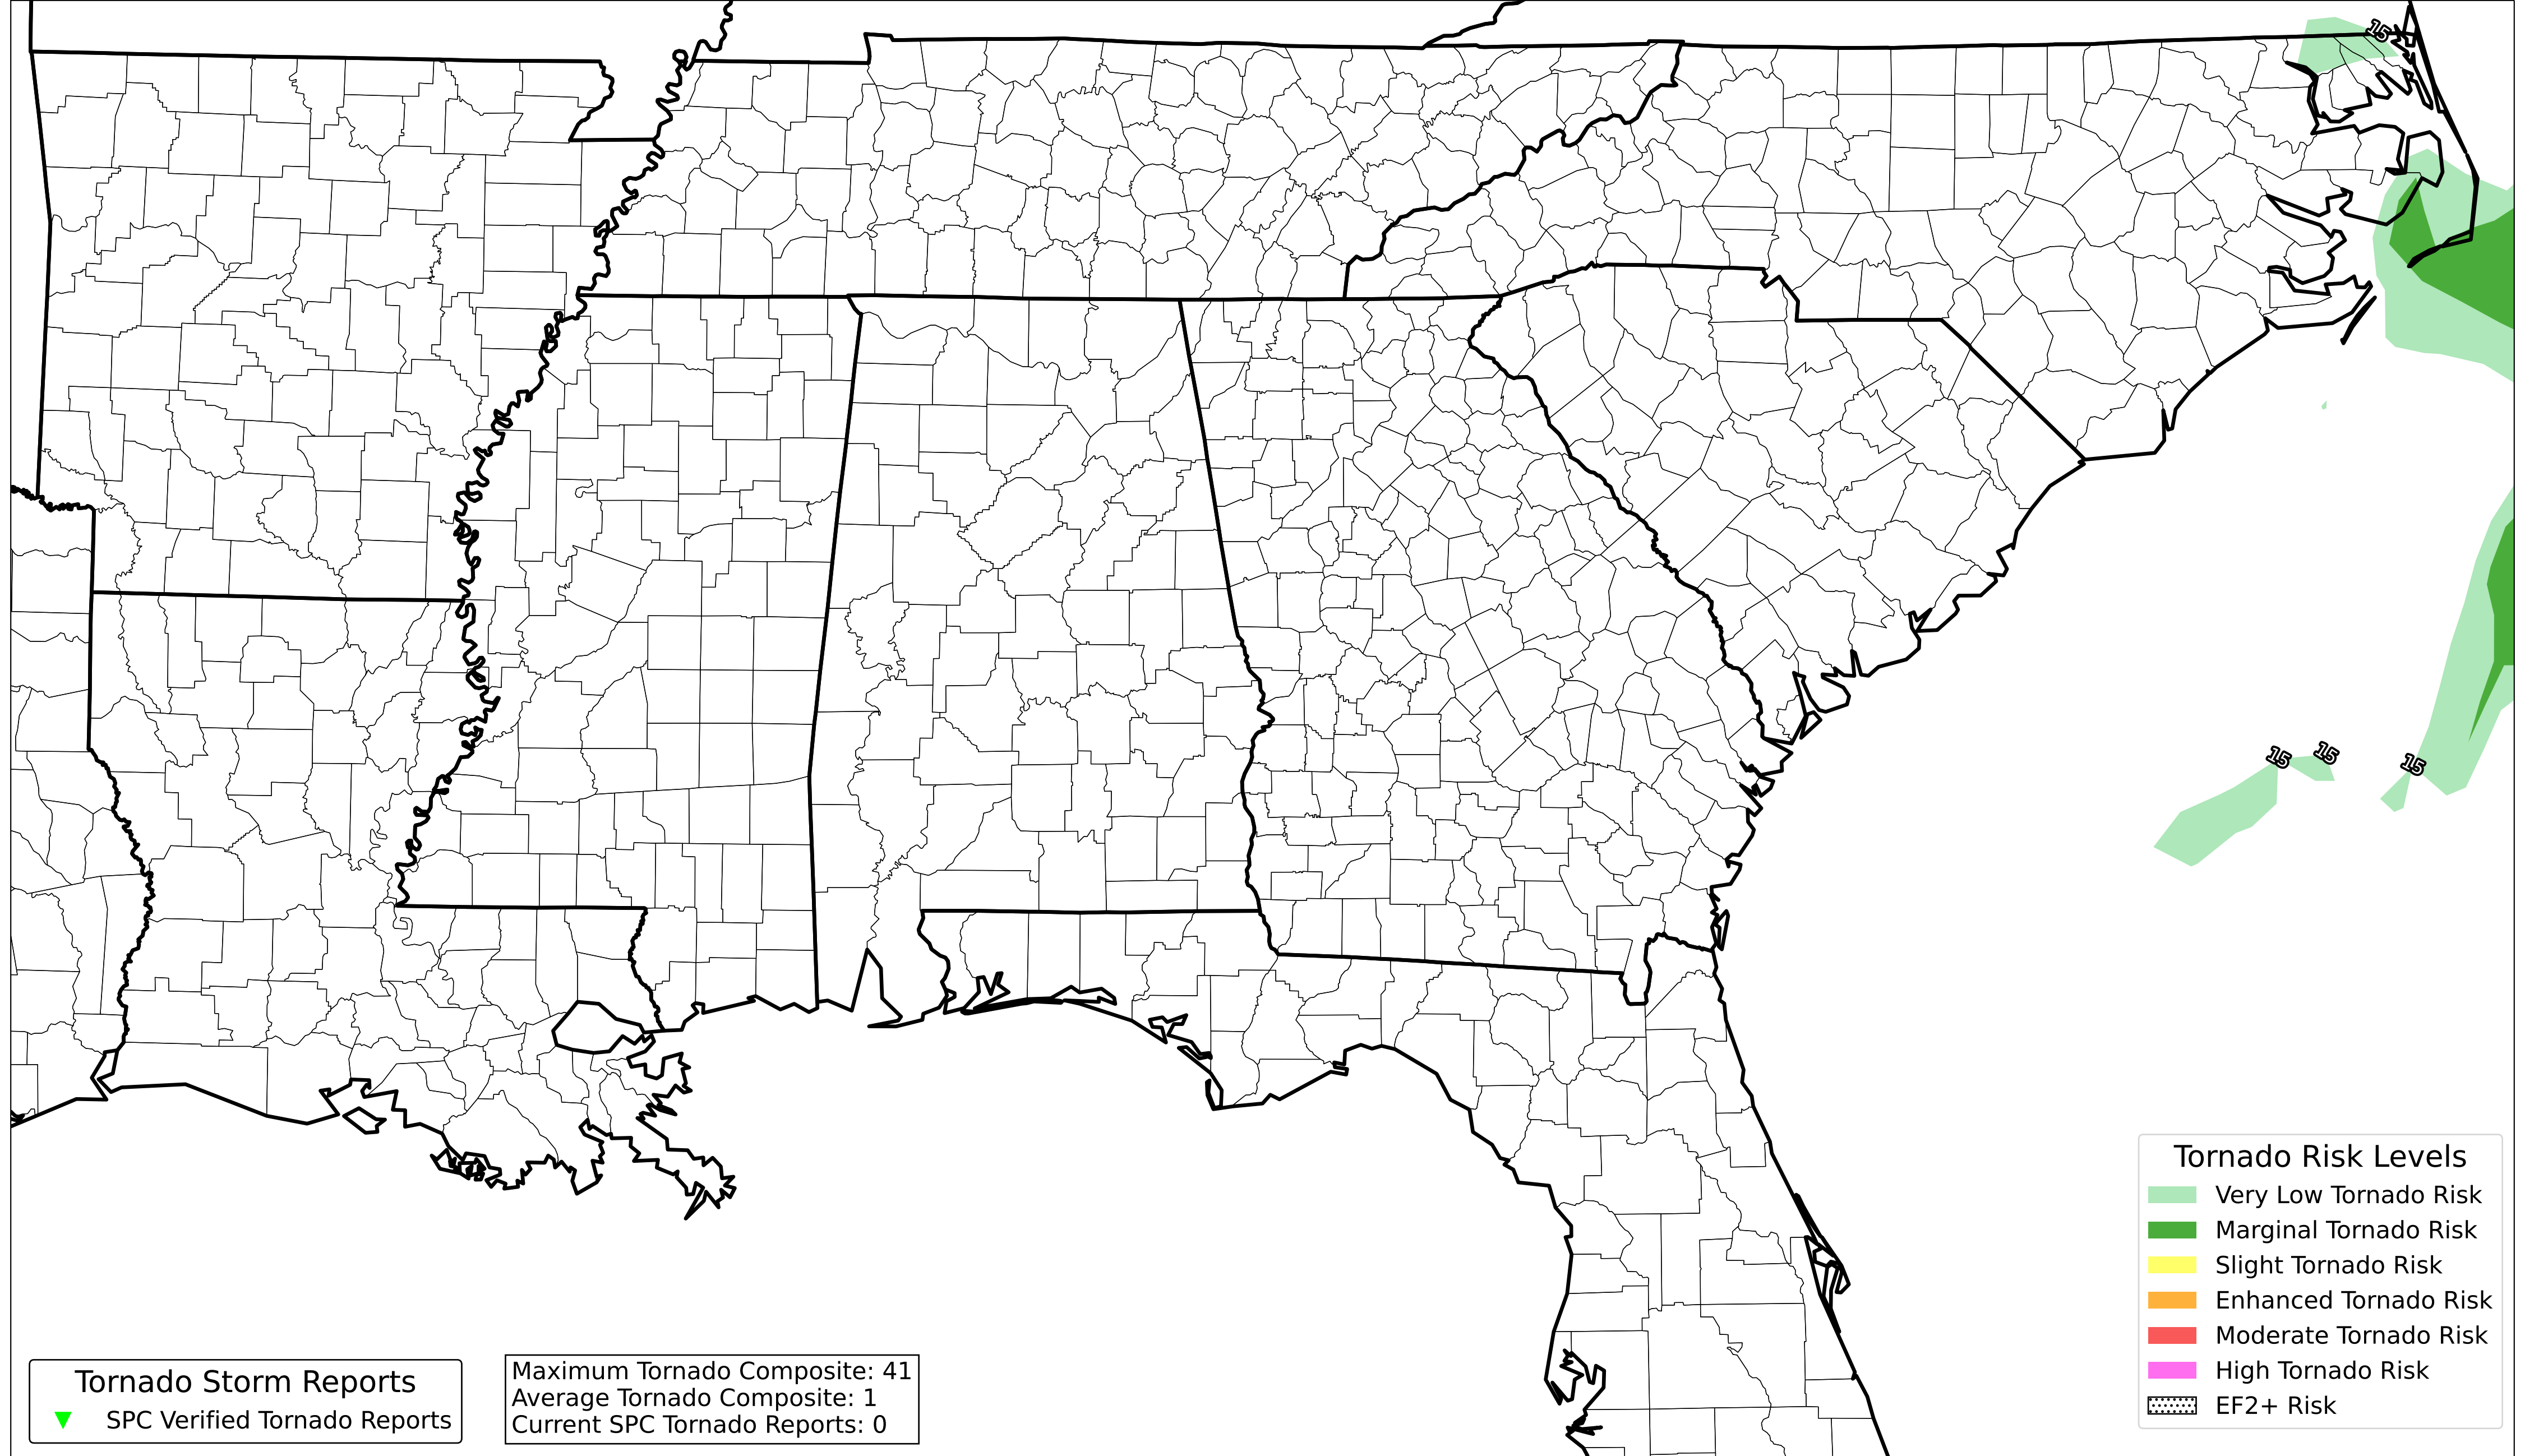 15
15
15
15
Tornado Risk Levels
Very Low Tornado Risk
Marginal Tornado Risk
Slight Tornado Risk
Enhanced Tornado Risk
Moderate Tornado Risk
High Tornado Risk
EF2+ Risk
Tornado Storm Reports
SPC Verified Tornado Reports
Maximum Tornado Composite: 41
Average Tornado Composite: 1
Current SPC Tornado Reports: 0